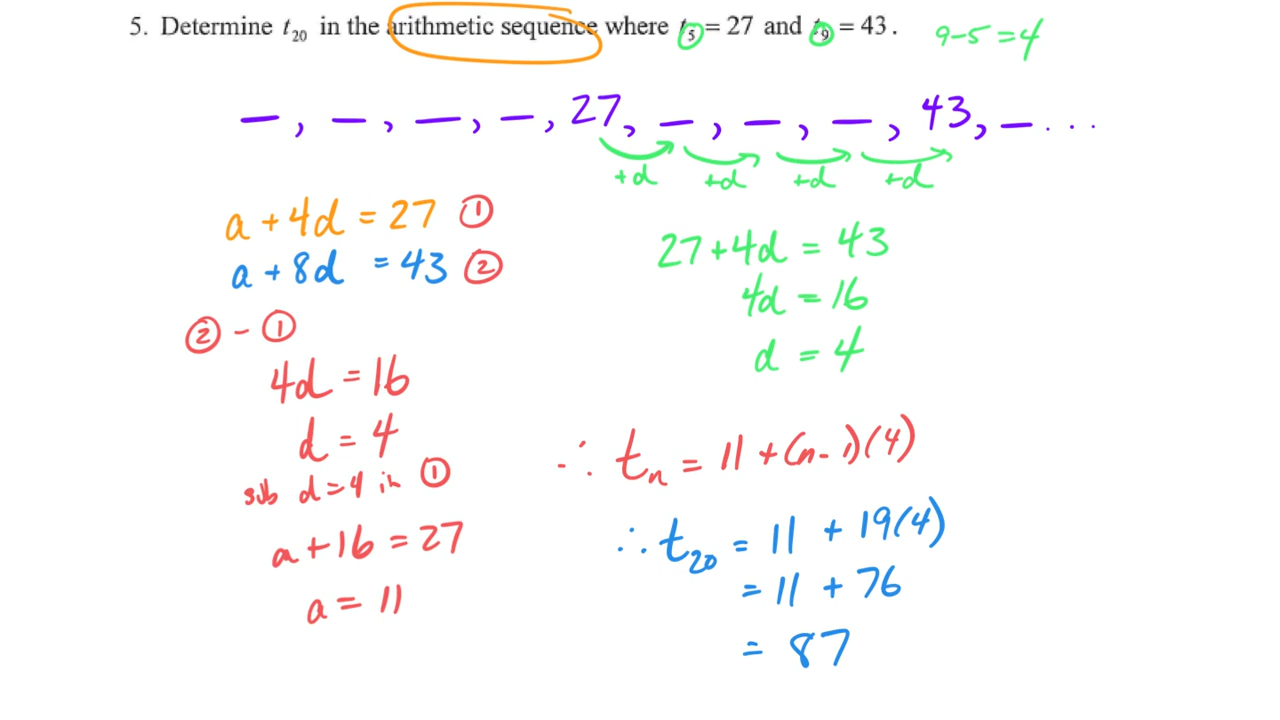 5. Determine t₂₀ in the arithmetic sequence where t₅ = 27 and t₉ = 43.
9-5=4
_, _, _, _, 27, _, _, _, 43, _...
+d +d +d +d
a + 4d = 27 ①
a + 8d = 43 ②
② - ①
4d = 16
d = 4
sub d=4 in ①
a + 16 = 27
a = 11
27+4d = 43
4d = 16
d = 4
∴ tₙ = 11 + (n-1)(4)
∴ t₂₀ = 11 + 19(4)
= 11 + 76
= 87